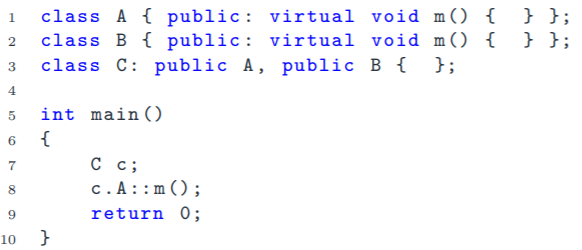 1 class A { public: virtual void m() { } };
2 class B { public: virtual void m() { } };
3 class C: public A, public B { };
4
5 int main()
6 {
7 C c;
8 c.A::m();
9 return 0;
10 }